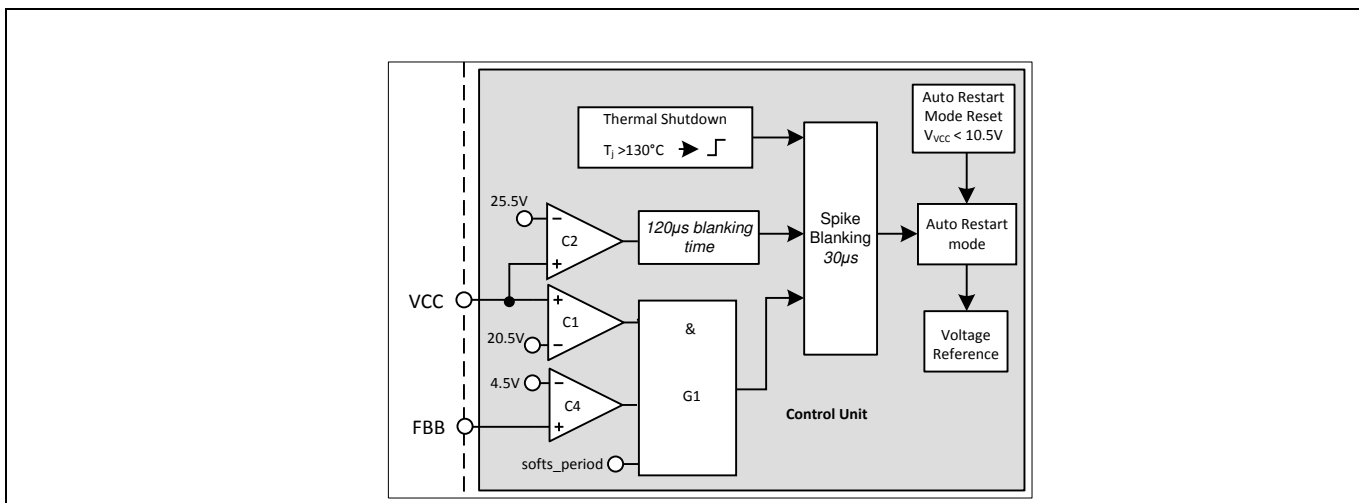 Thermal Shutdown
Tj >130°C
Auto Restart
Mode Reset
VVCC < 10.5V
25.5V
−
C2
+
120µs blanking
time
Spike
Blanking
30µs
Auto Restart
mode
VCC
+
C1
−
20.5V
&
G1
Voltage
Reference
4.5V
−
C4
+
FBB
Control Unit
softs_period